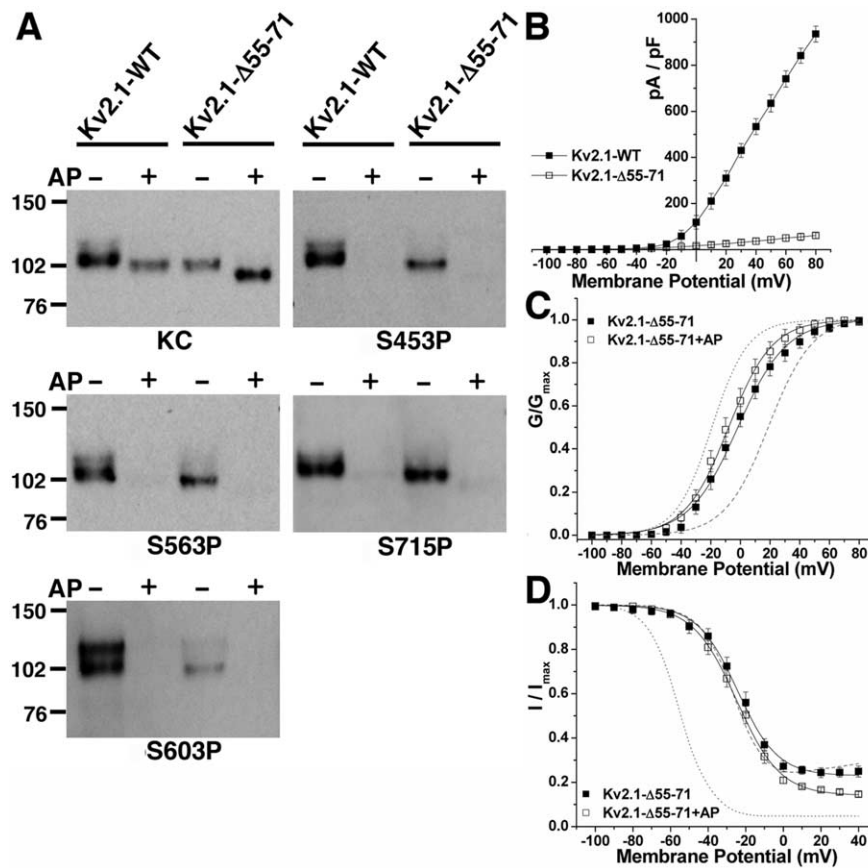 A
Kv2.1-WT
Kv2.1-Δ55-71
Kv2.1-WT
Kv2.1-Δ55-71
AP – + – + – + – +
150
102
76
KC
S453P
AP – + – + – + – +
150
102
76
S563P
S715P
AP – + – +
150
102
76
S603P
B
pA / pF
1000
800
600
400
200
Kv2.1-WT
Kv2.1-Δ55-71
-100 -80 -60 -40 -20 20 40 60 80
Membrane Potential (mV)
C
G/Gmax
1.0
0.8
0.6
0.4
0.2
0.0
Kv2.1-Δ55-71
Kv2.1-Δ55-71+AP
-100 -80 -60 -40 -20 0 20 40 60 80
Membrane Potential (mV)
D
I / Imax
1.0
0.8
0.6
0.4
0.2
0.0
Kv2.1-Δ55-71
Kv2.1-Δ55-71+AP
-100 -80 -60 -40 -20 0 20 40
Membrane Potential (mV)